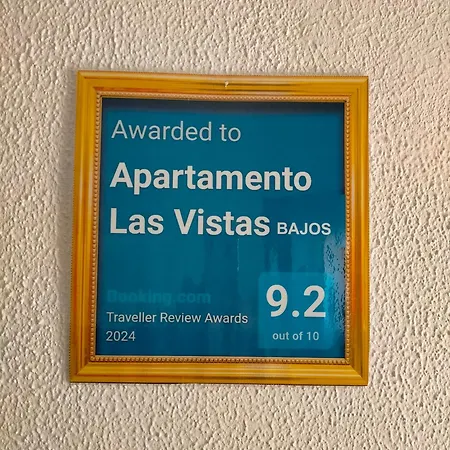 Awarded to
Apartamento
Las Vistas BAJOS
Booking.com
Traveller Review Awards
2024
9.2
out of 10